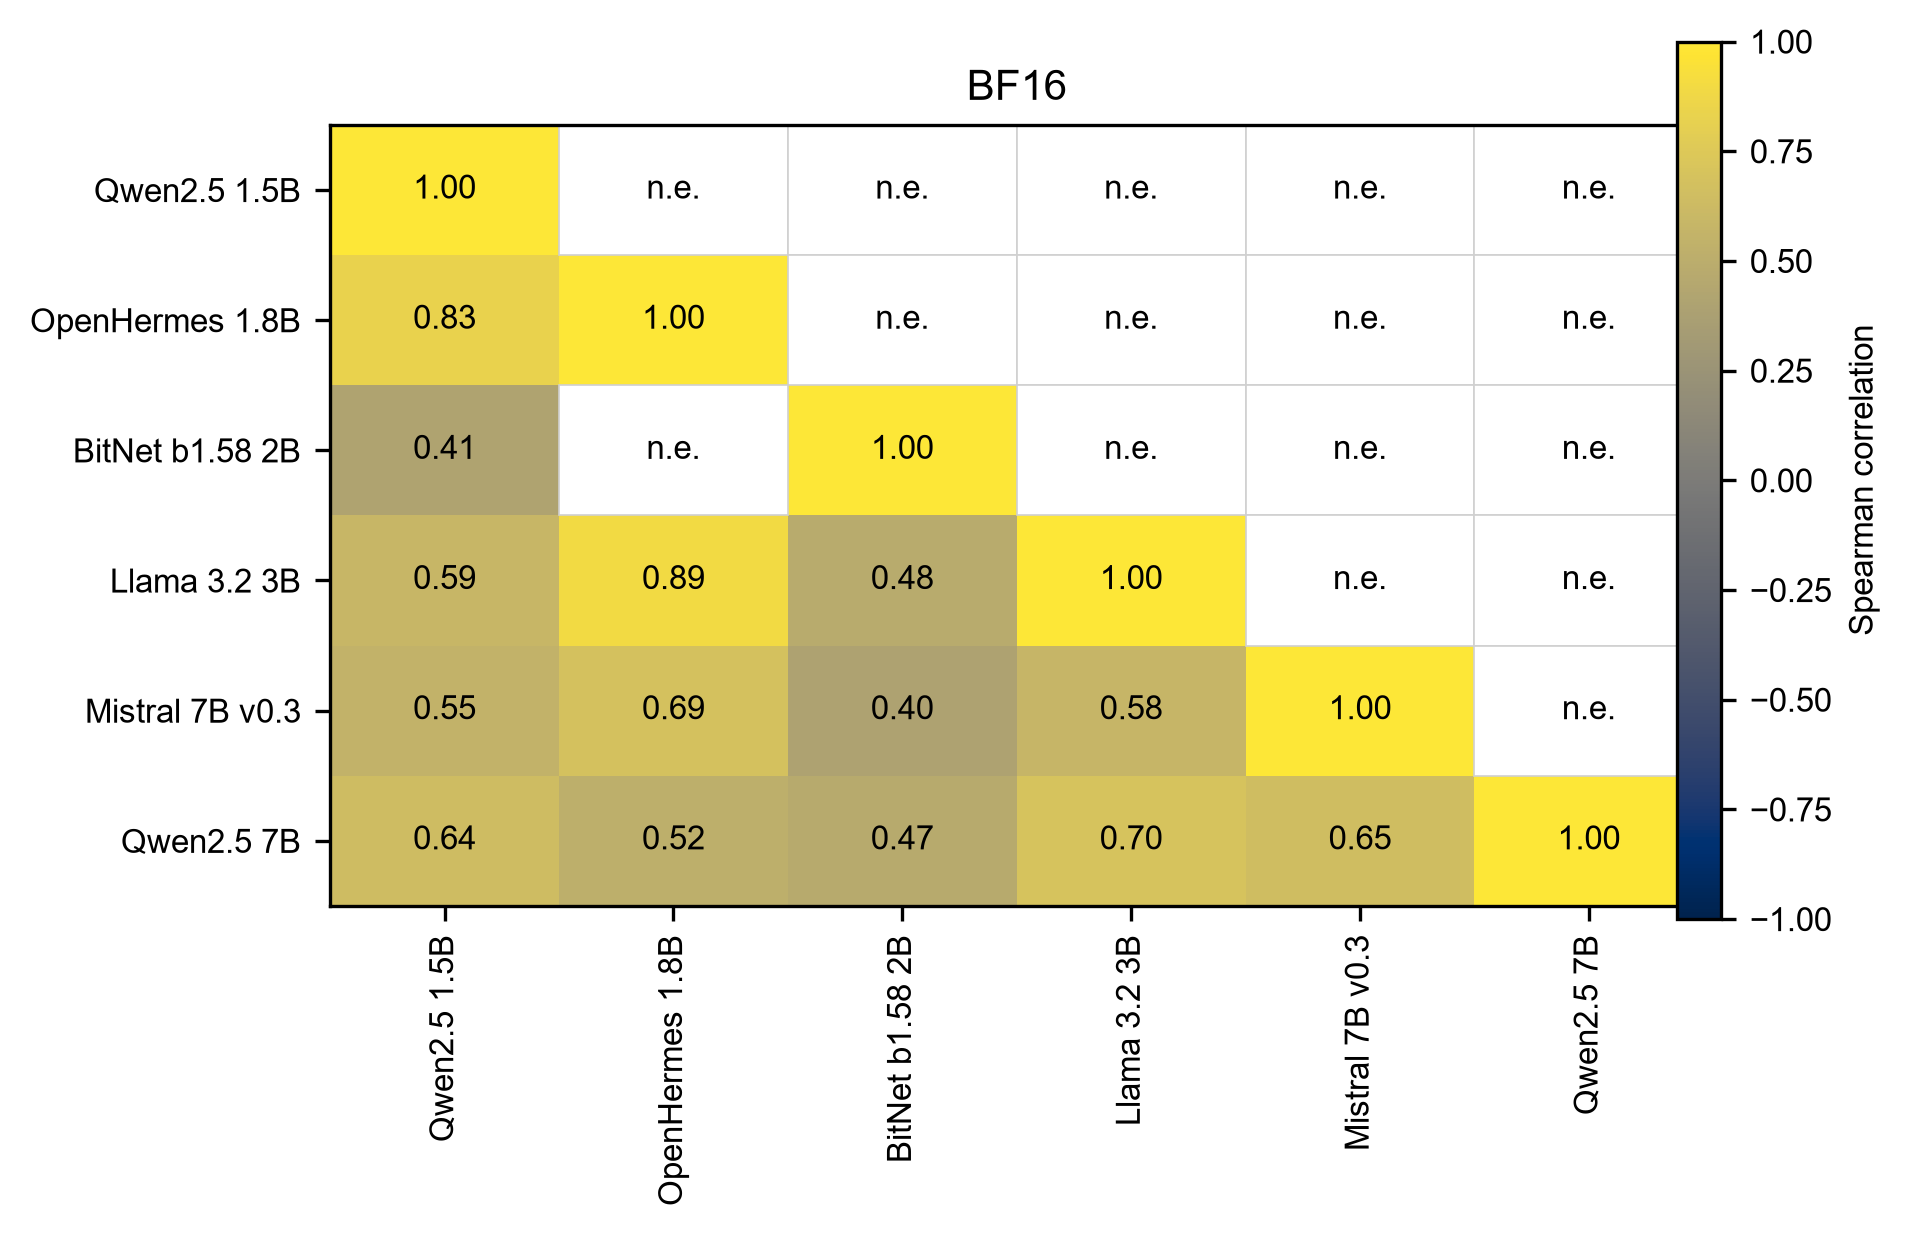 BF16
Qwen2.5 1.5B 1.00 n.e. n.e. n.e. n.e. n.e.
OpenHermes 1.8B 0.83 1.00 n.e. n.e. n.e. n.e.
BitNet b1.58 2B 0.41 n.e. 1.00 n.e. n.e. n.e.
Llama 3.2 3B 0.59 0.89 0.48 1.00 n.e. n.e.
Mistral 7B v0.3 0.55 0.69 0.40 0.58 1.00 n.e.
Qwen2.5 7B 0.64 0.52 0.47 0.70 0.65 1.00
Qwen2.5 1.5B
OpenHermes 1.8B
BitNet b1.58 2B
Llama 3.2 3B
Mistral 7B v0.3
Qwen2.5 7B
1.00
0.75
0.50
0.25
0.00
−0.25
−0.50
−0.75
−1.00
Spearman correlation